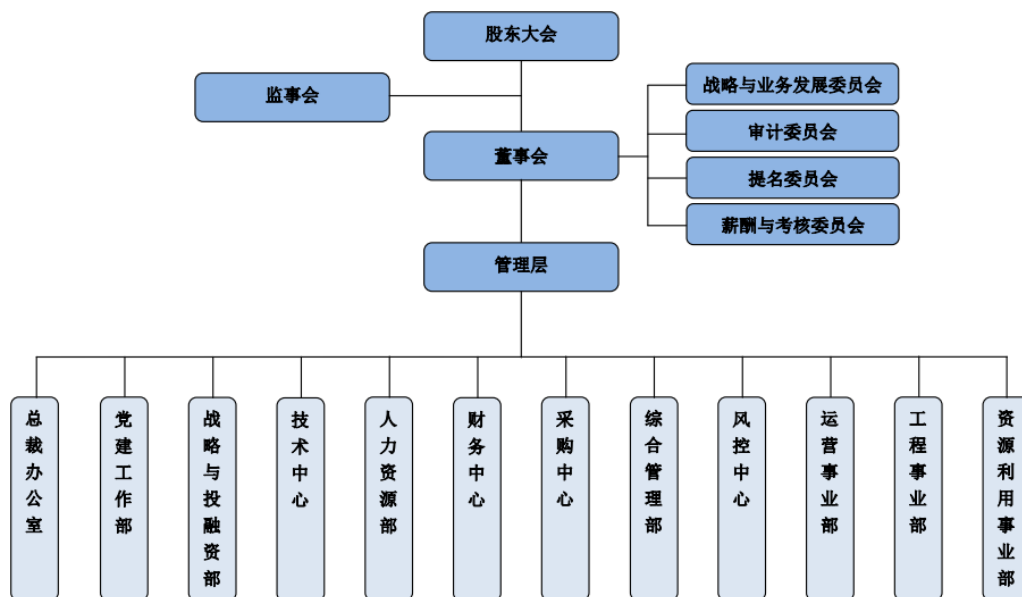 股东大会
监事会
战略与业务发展委员会
审计委员会
董事会
提名委员会
薪酬与考核委员会
管理层
总裁办公室
党建工作部
战略与投融资部
技术中心
人力资源部
财务中心
采购中心
综合管理部
风控中心
运营事业部
工程事业部
资源利用事业部